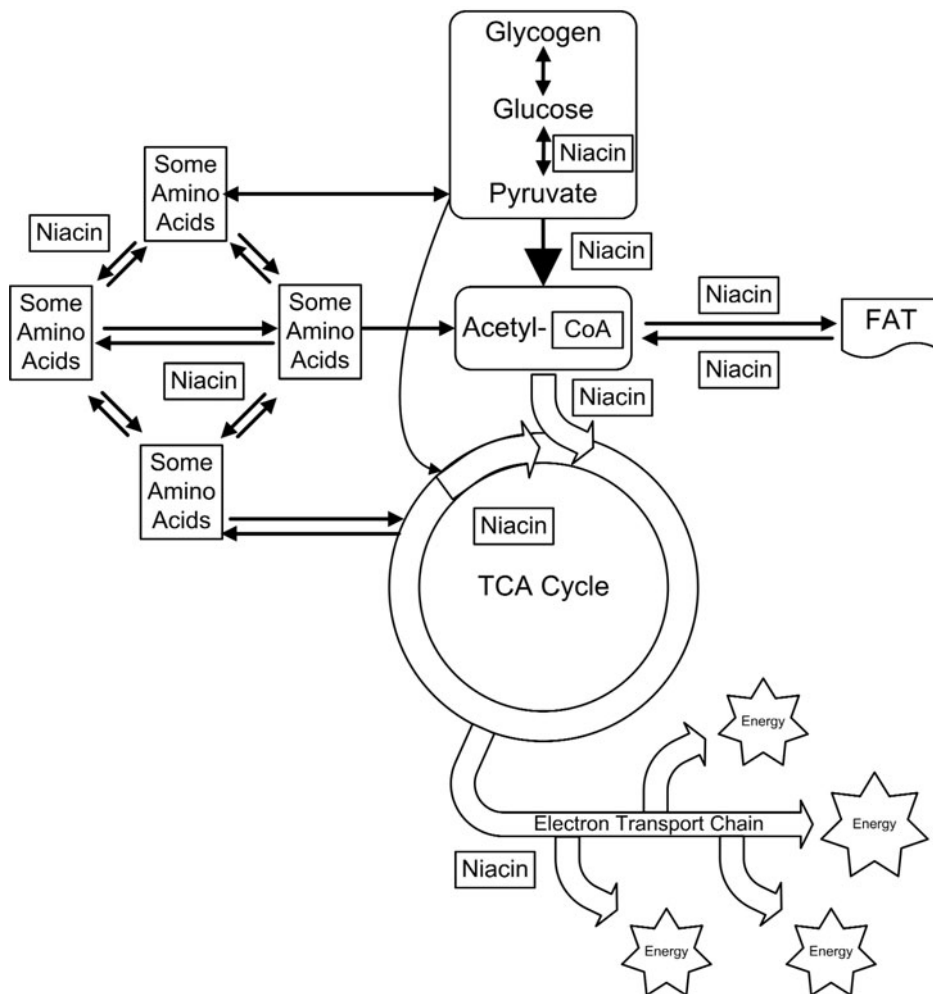 Glycogen
Glucose
Niacin
Pyruvate
Some
Amino
Acids
Niacin
Niacin
Some
Amino
Acids
Some
Amino
Acids
Niacin
Acetyl- CoA
Niacin
Niacin
FAT
Niacin
Some
Amino
Acids
Niacin
TCA Cycle
Energy
Electron Transport Chain
Energy
Niacin
Energy
Energy